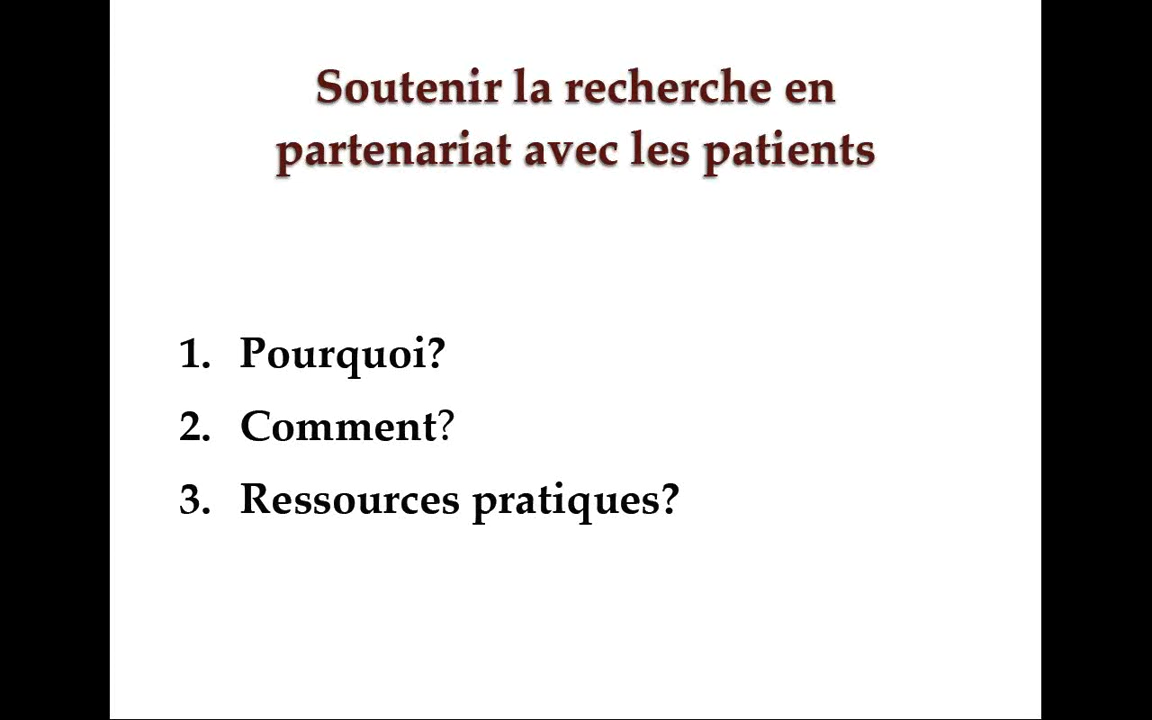 Soutenir la recherche en
partenariat avec les patients
1. Pourquoi?
2. Comment?
3. Ressources pratiques?